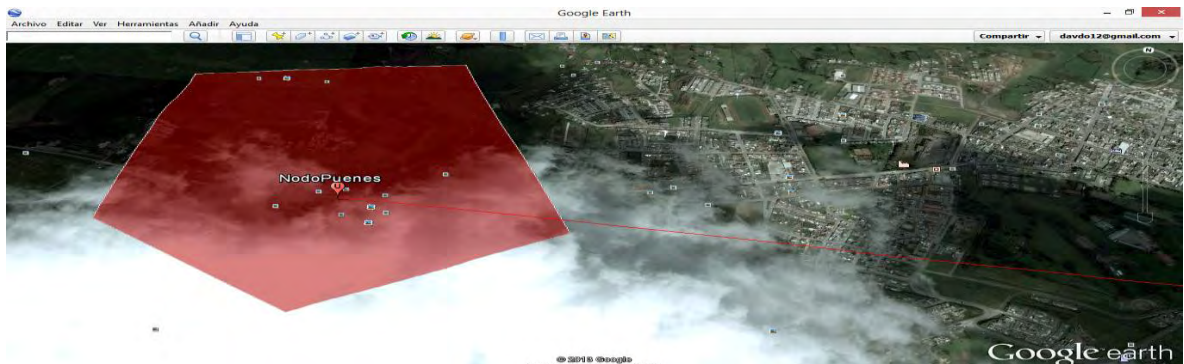 Google Earth
Archivo Editar Ver Herramientas Añadir Ayuda
Compartir
davdo12@gmail.com
N
NodoPuenes
© 2013 Google
Google earth